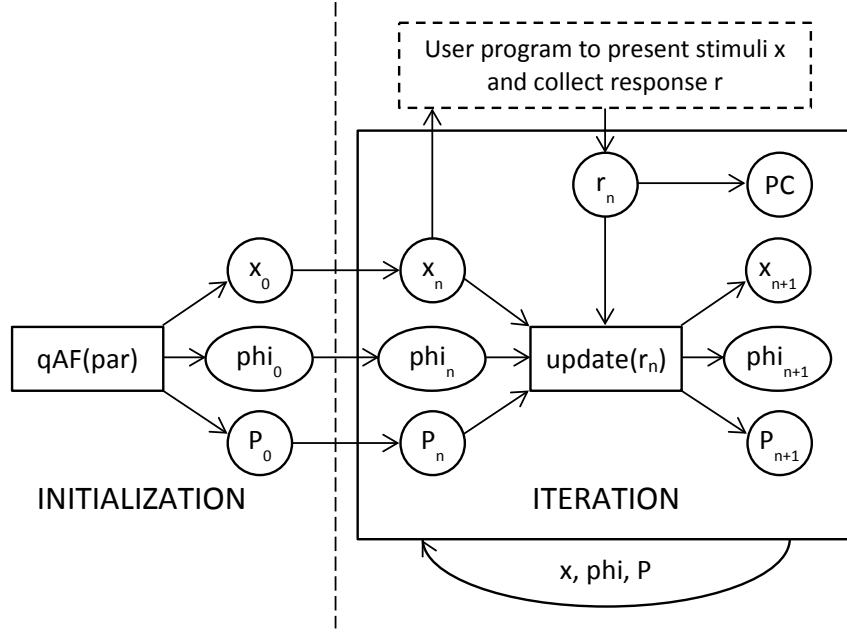 User program to present stimuli x
and collect response r
r_n
PC
x_0
x_n
x_{n+1}
qAF(par)
phi_0
phi_n
update(r_n)
phi_{n+1}
P_0
P_n
P_{n+1}
INITIALIZATION
ITERATION
x, phi, P